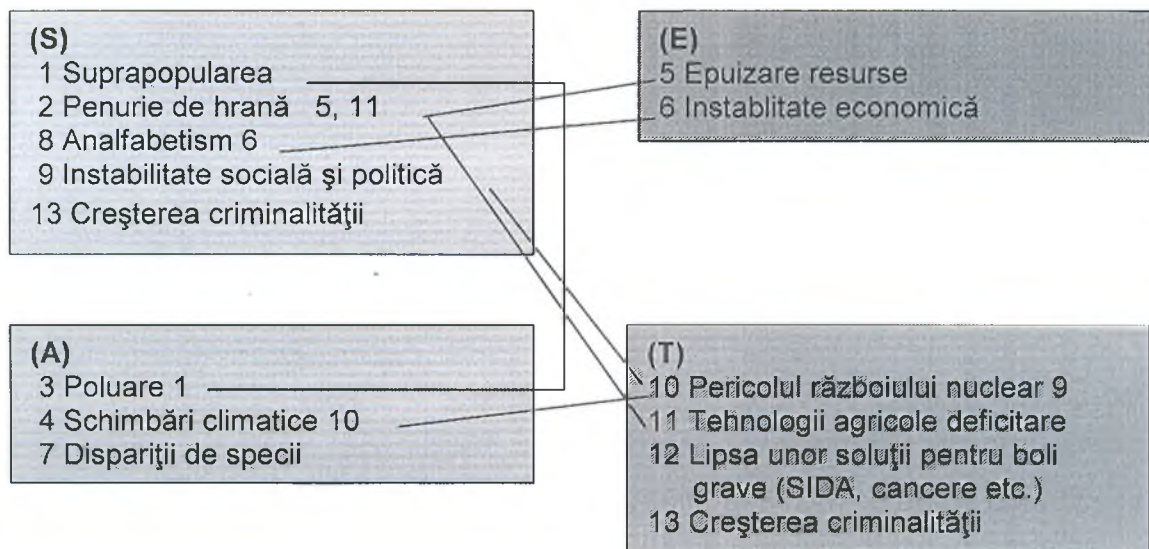 (S)
1 Suprapopularea
2 Penurie de hrană 5, 11
8 Analfabetism 6
9 Instabilitate socială şi politică
13 Creşterea criminalităţii
(E)
5 Epuizare resurse
6 Instablitate economică
(A)
3 Poluare 1
4 Schimbări climatice 10
7 Dispariţii de specii
(T)
10 Pericolul războiului nuclear 9
11 Tehnologii agricole deficitare
12 Lipsa unor soluţii pentru boli
grave (SIDA, cancere etc.)
13 Creşterea criminalităţii